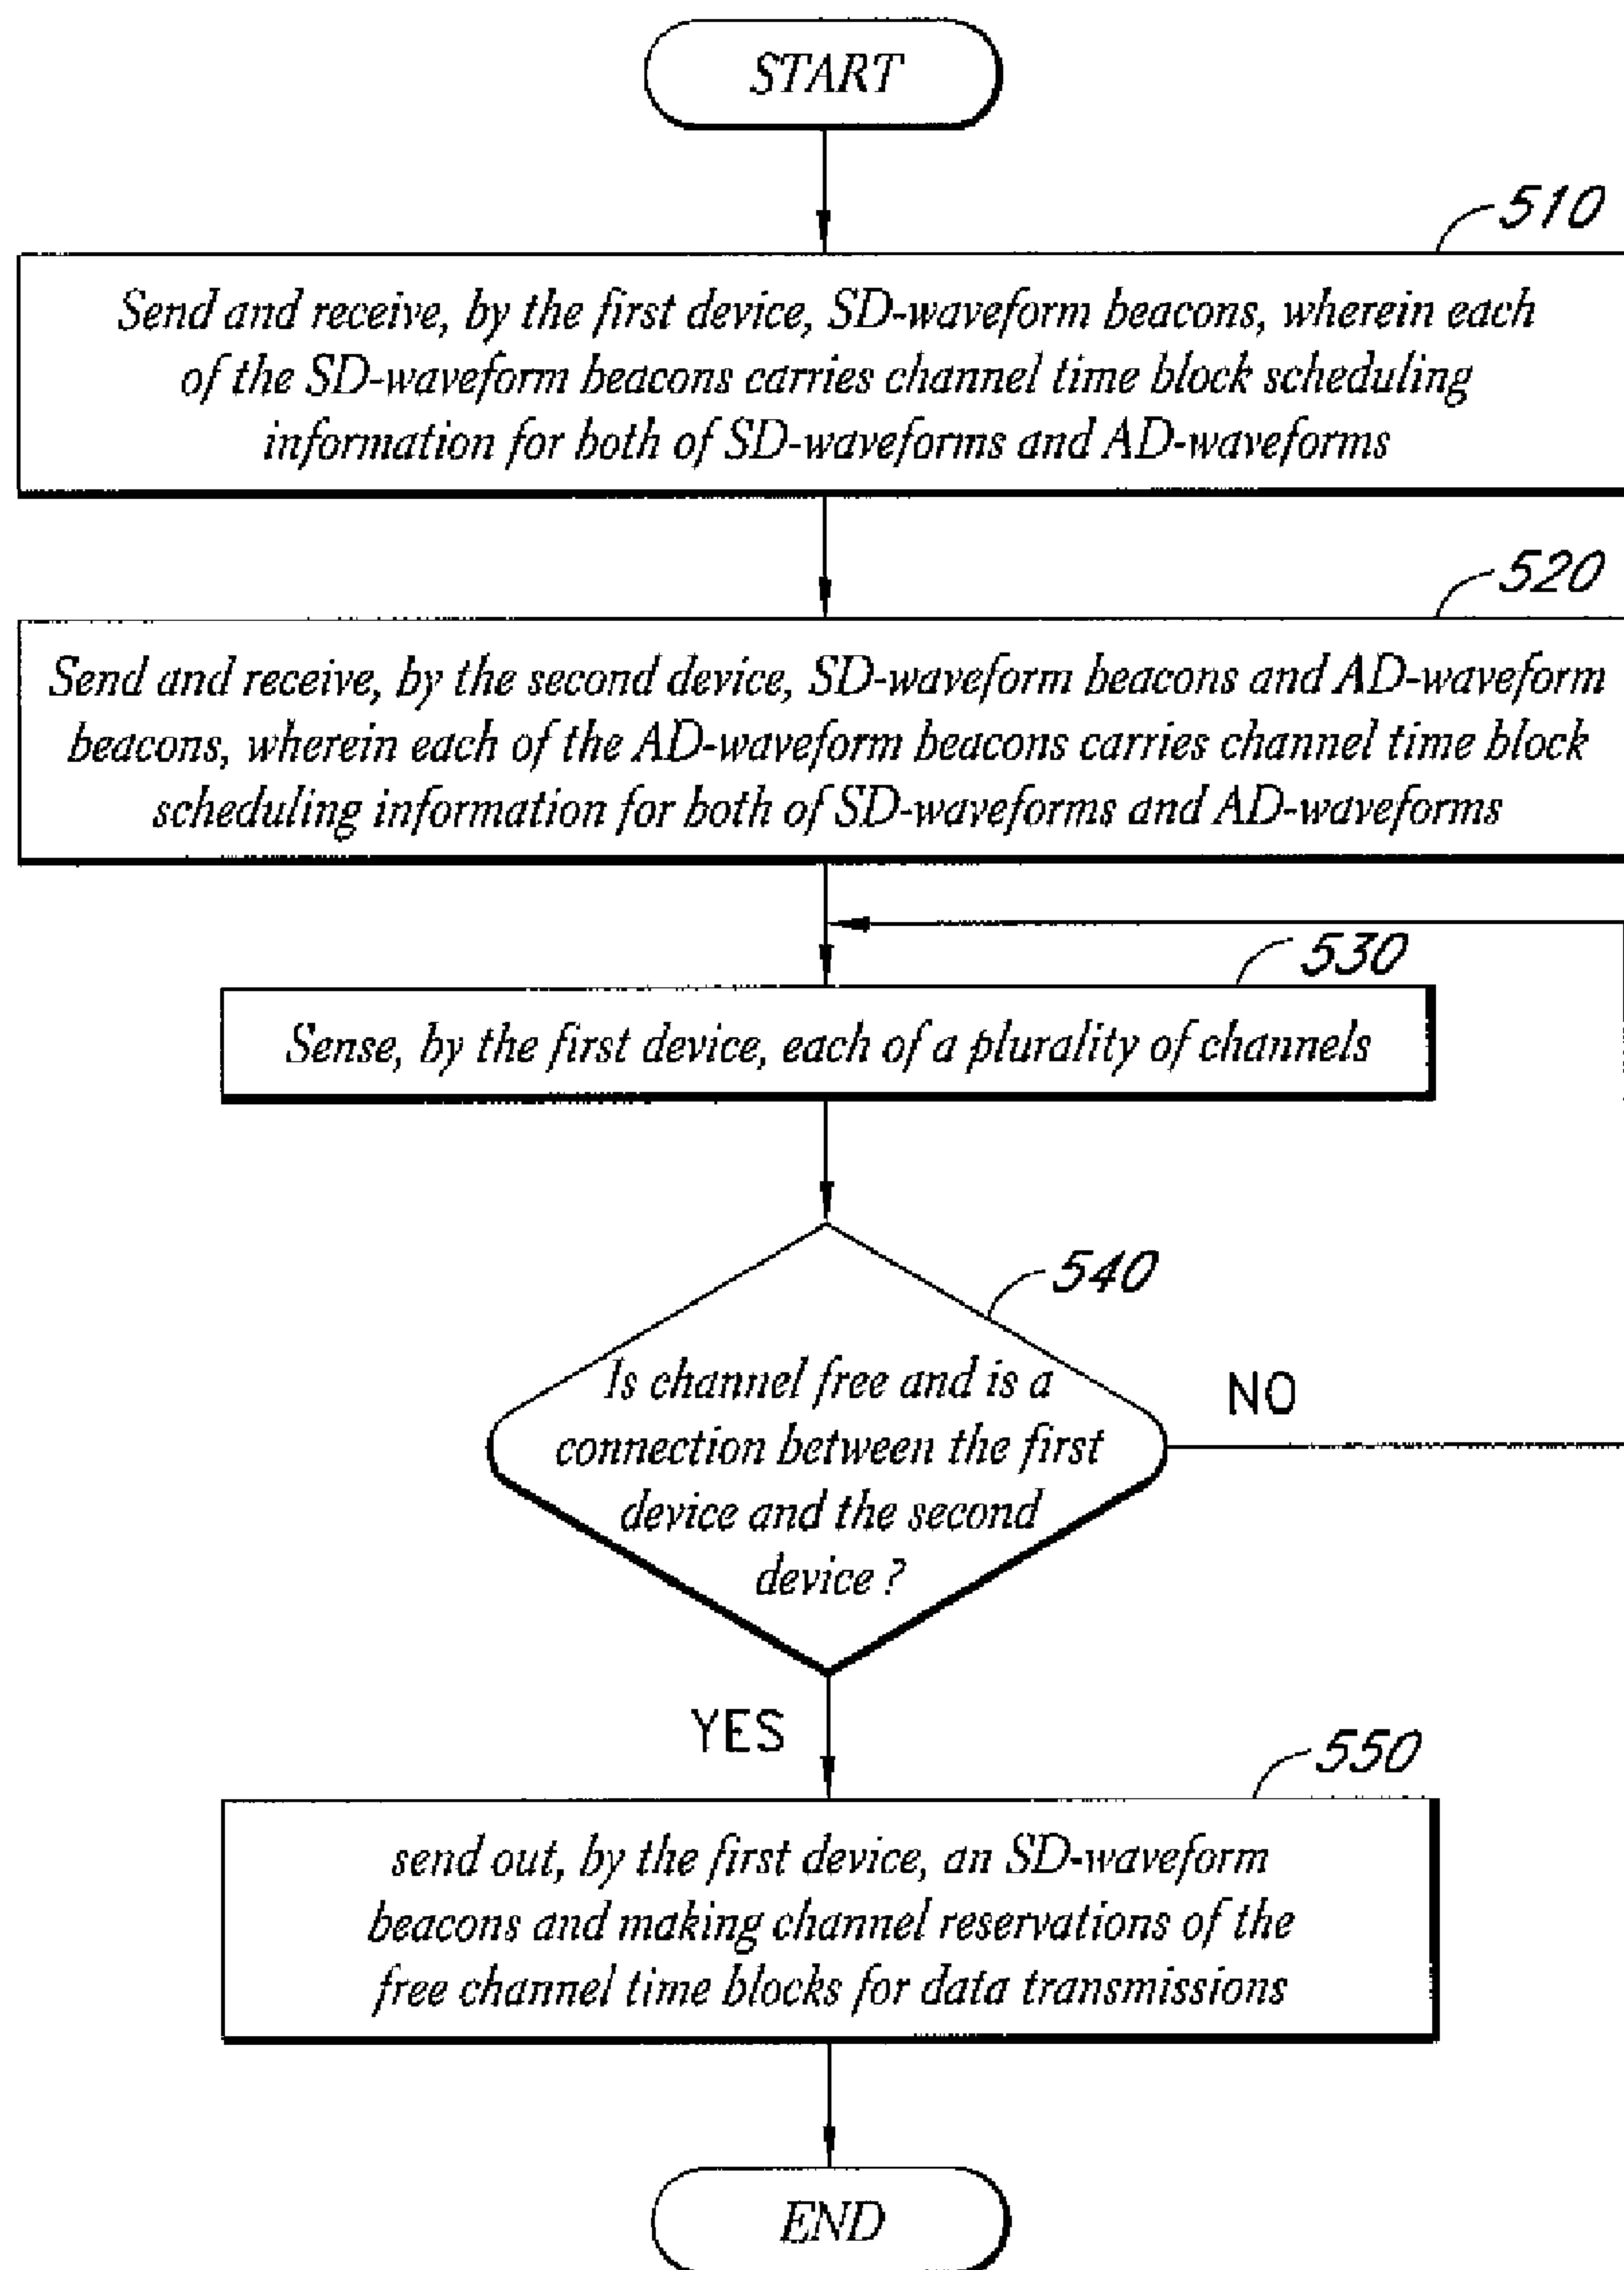 START
510
Send and receive, by the first device, SD-waveform beacons, wherein each
of the SD-waveform beacons carries channel time block scheduling
information for both of SD-waveforms and AD-waveforms
520
Send and receive, by the second device, SD-waveform beacons and AD-waveform
beacons, wherein each of the AD-waveform beacons carries channel time block
scheduling information for both of SD-waveforms and AD-waveforms
530
Sense, by the first device, each of a plurality of channels
540
Is channel free and is a
connection between the first
device and the second
device ?
NO
YES
550
send out, by the first device, an SD-waveform
beacons and making channel reservations of the
free channel time blocks for data transmissions
END